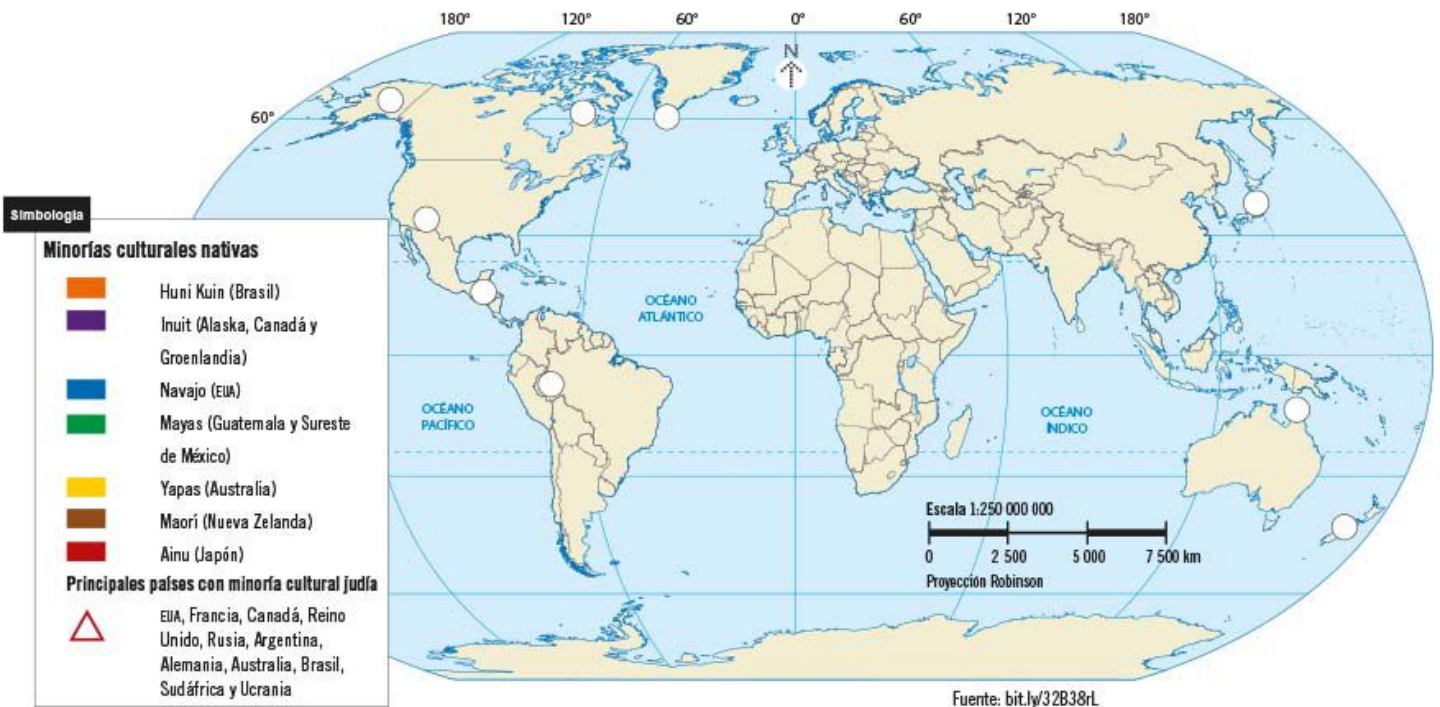 180° 120° 60° 0° 60° 120° 180°
N
60°
Simbología
Minorías culturales nativas
Huni Kuin (Brasil)
Inuit (Alaska, Canadá y
Groenlandia)
Navajo (EUA)
Mayas (Guatemala y Sureste
de México)
Yapas (Australia)
Maorí (Nueva Zelanda)
Ainu (Japón)
Principales países con minoría cultural judía
EUA, Francia, Canadá, Reino
Unido, Rusia, Argentina,
Alemania, Australia, Brasil,
Sudáfrica y Ucrania
OCÉANO
ATLÁNTICO
OCÉANO
PACÍFICO
OCÉANO
ÍNDICO
Escala 1:250 000 000
0 2 500 5 000 7 500 km
Proyección Robinson
Fuente: bit.ly/32B38rL